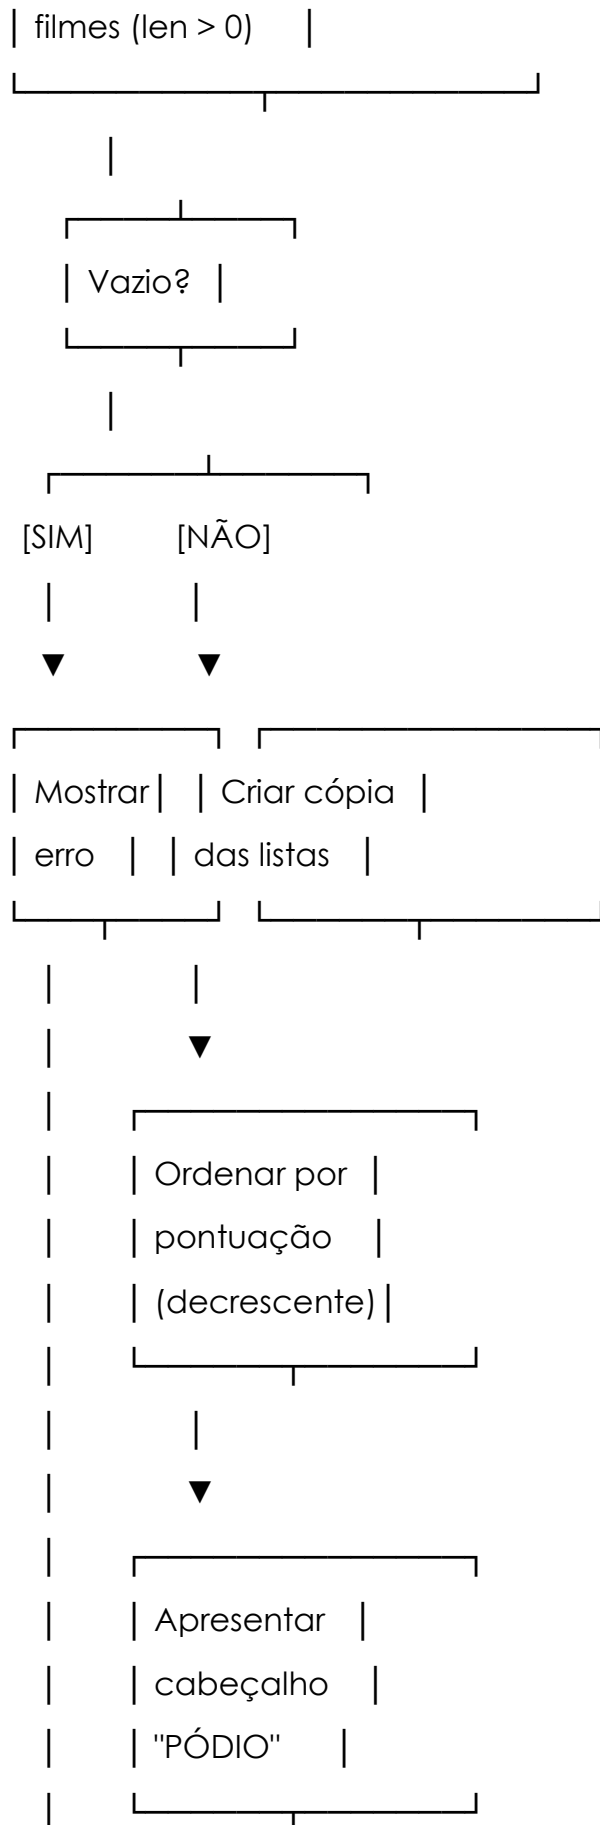 filmes (len > 0)
Vazio?
[SIM] [NÃO]
Mostrar Criar cópia
erro das listas
Ordenar por
pontuação
(decrescente)
Apresentar
cabeçalho
"PÓDIO"